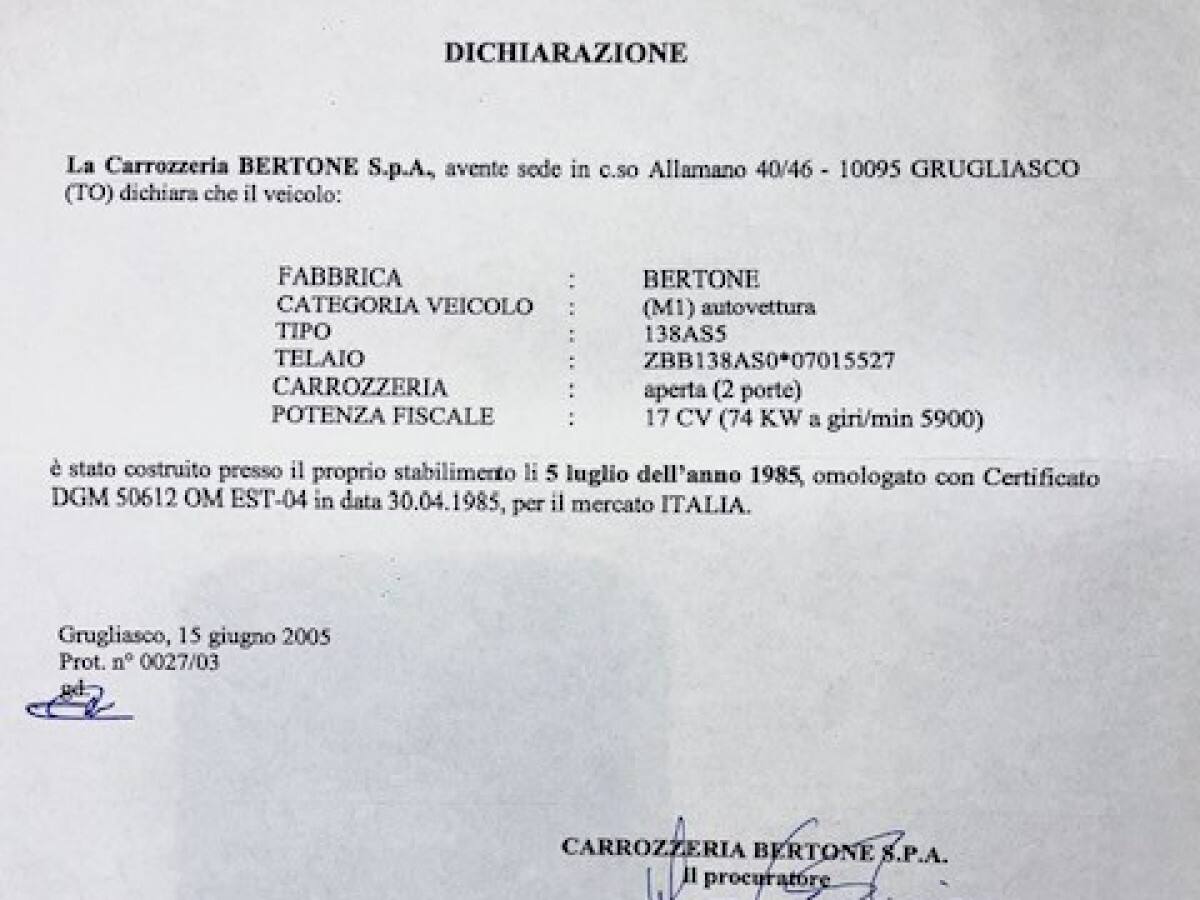 DICHIARAZIONE
La Carrozzeria BERTONE S.p.A., avente sede in c.so Allamano 40/46 - 10095 GRUGLIASCO
(TO) dichiara che il veicolo:
FABBRICA : BERTONE
CATEGORIA VEICOLO : (M1) autovettura
TIPO : 138AS5
TELAIO : ZBB138AS0*07015527
CARROZZERIA : aperta (2 porte)
POTENZA FISCALE : 17 CV (74 KW a giri/min 5900)
è stato costruito presso il proprio stabilimento li 5 luglio dell'anno 1985, omologato con Certificato
DGM 50612 OM EST-04 in data 30.04.1985, per il mercato ITALIA.
Grugliasco, 15 giugno 2005
Prot. n° 0027/03
gd
CARROZZERIA BERTONE S.P.A.
Il procuratore